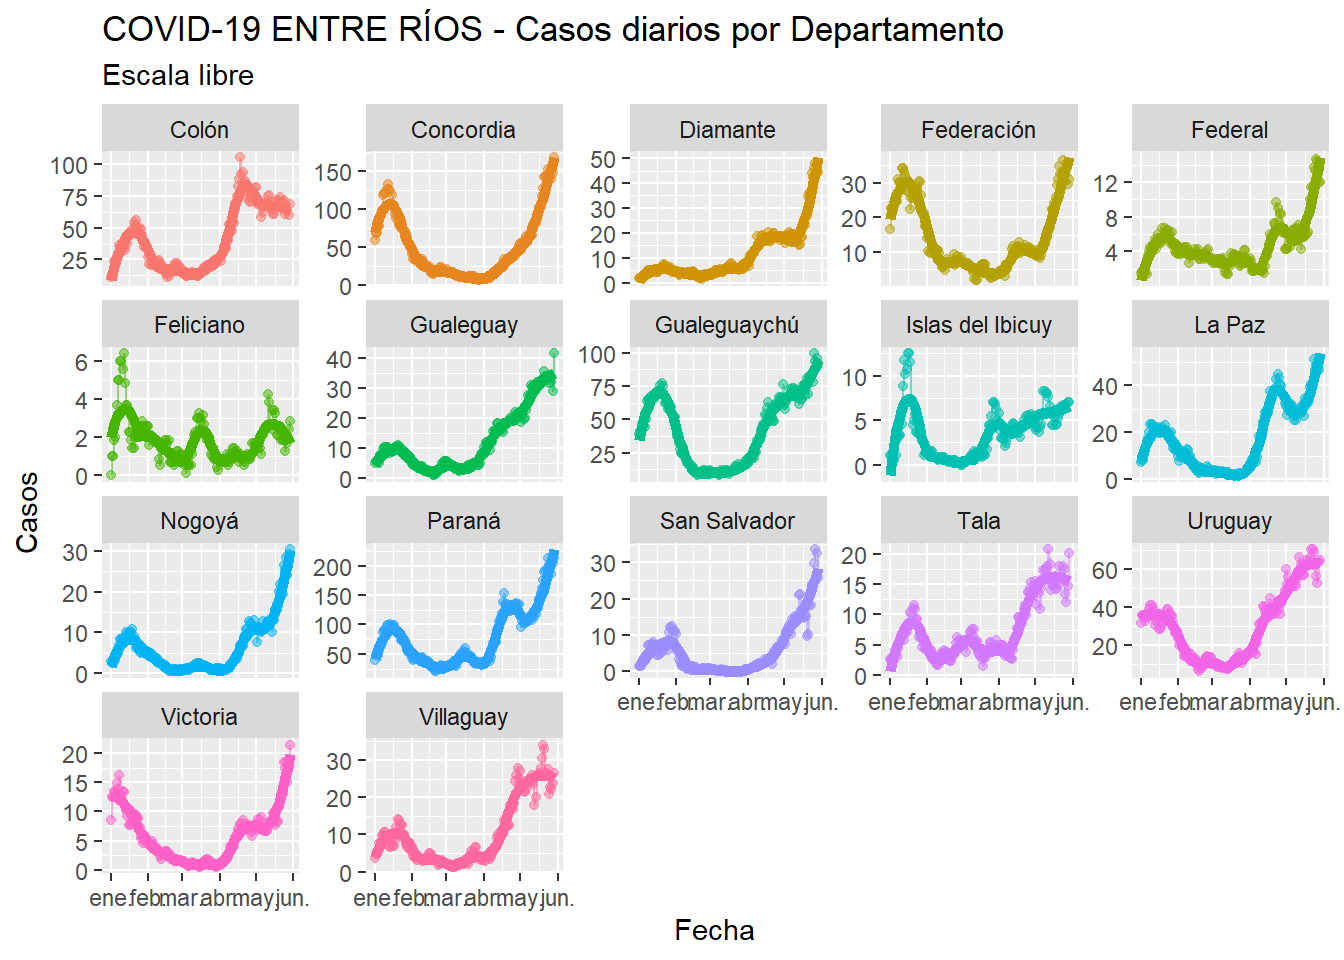 COVID-19 ENTRE RÍOS - Casos diarios por Departamento
Escala libre
Colón
Concordia
Diamante
Federación
Federal
100
75
50
25
150
100
50
0
50
40
30
20
10
0
30
20
10
12
8
4
Feliciano
Gualeguay
Gualeguaychú
Islas del Ibicuy
La Paz
6
4
2
0
40
30
20
10
0
100
75
50
25
10
5
0
40
20
0
Nogoyá
Paraná
San Salvador
Tala
Uruguay
30
20
10
0
200
150
100
50
30
20
10
0
20
15
10
5
0
60
40
20
ene. feb. mar. abr. may. jun.
ene. feb. mar. abr. may. jun.
ene. feb. mar. abr. may. jun.
Victoria
Villaguay
20
15
10
5
0
30
20
10
0
ene. feb. mar. abr. may. jun.
ene. feb. mar. abr. may. jun.
Casos
Fecha